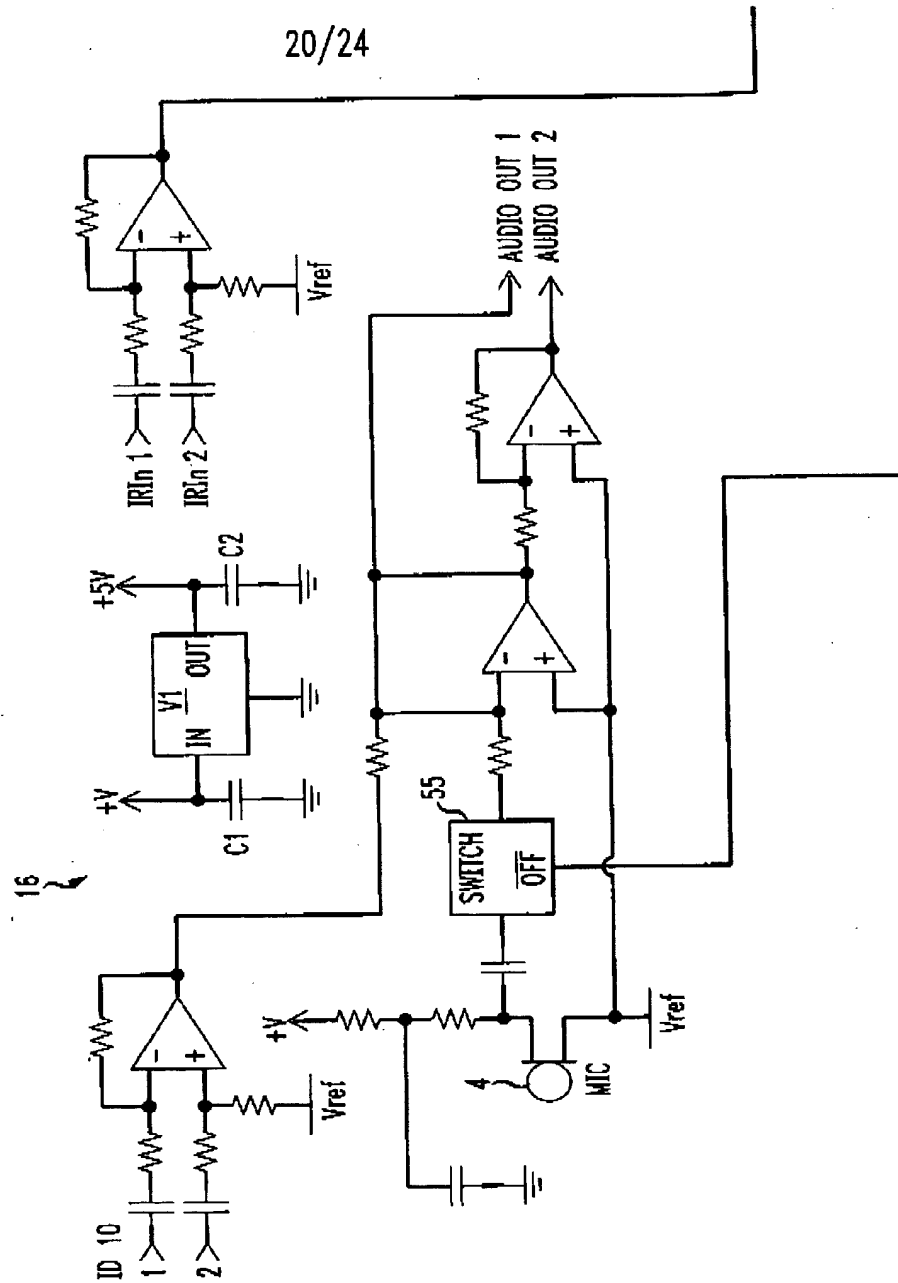 20/24
16
ID 10
1
2
-
+
Vref
+V
V1
IN
OUT
+5V
C1
C2
IRIn 1
IRIn 2
-
+
Vref
+V
4
MIC
Vref
SWITCH
OFF
55
-
+
-
+
AUDIO OUT 1
AUDIO OUT 2